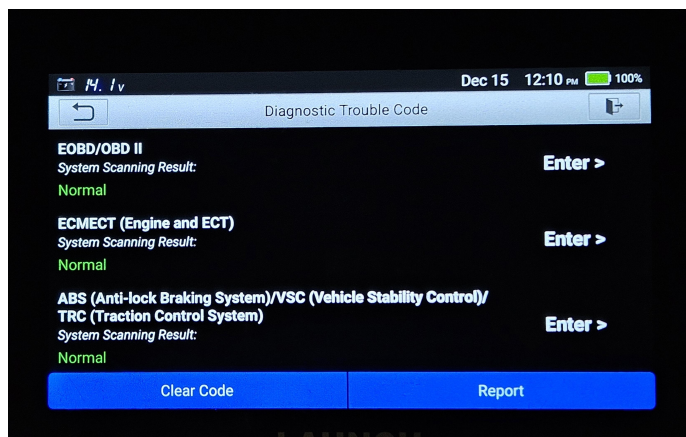 14.1v Dec 15 12:10 PM 100%
Diagnostic Trouble Code
EOBD/OBD II
System Scanning Result:
Enter >
Normal
ECMECT (Engine and ECT)
System Scanning Result:
Enter >
Normal
ABS (Anti-lock Braking System)/VSC (Vehicle Stability Control)/
TRC (Traction Control System)
System Scanning Result:
Enter >
Normal
Clear Code Report
LAUNCH